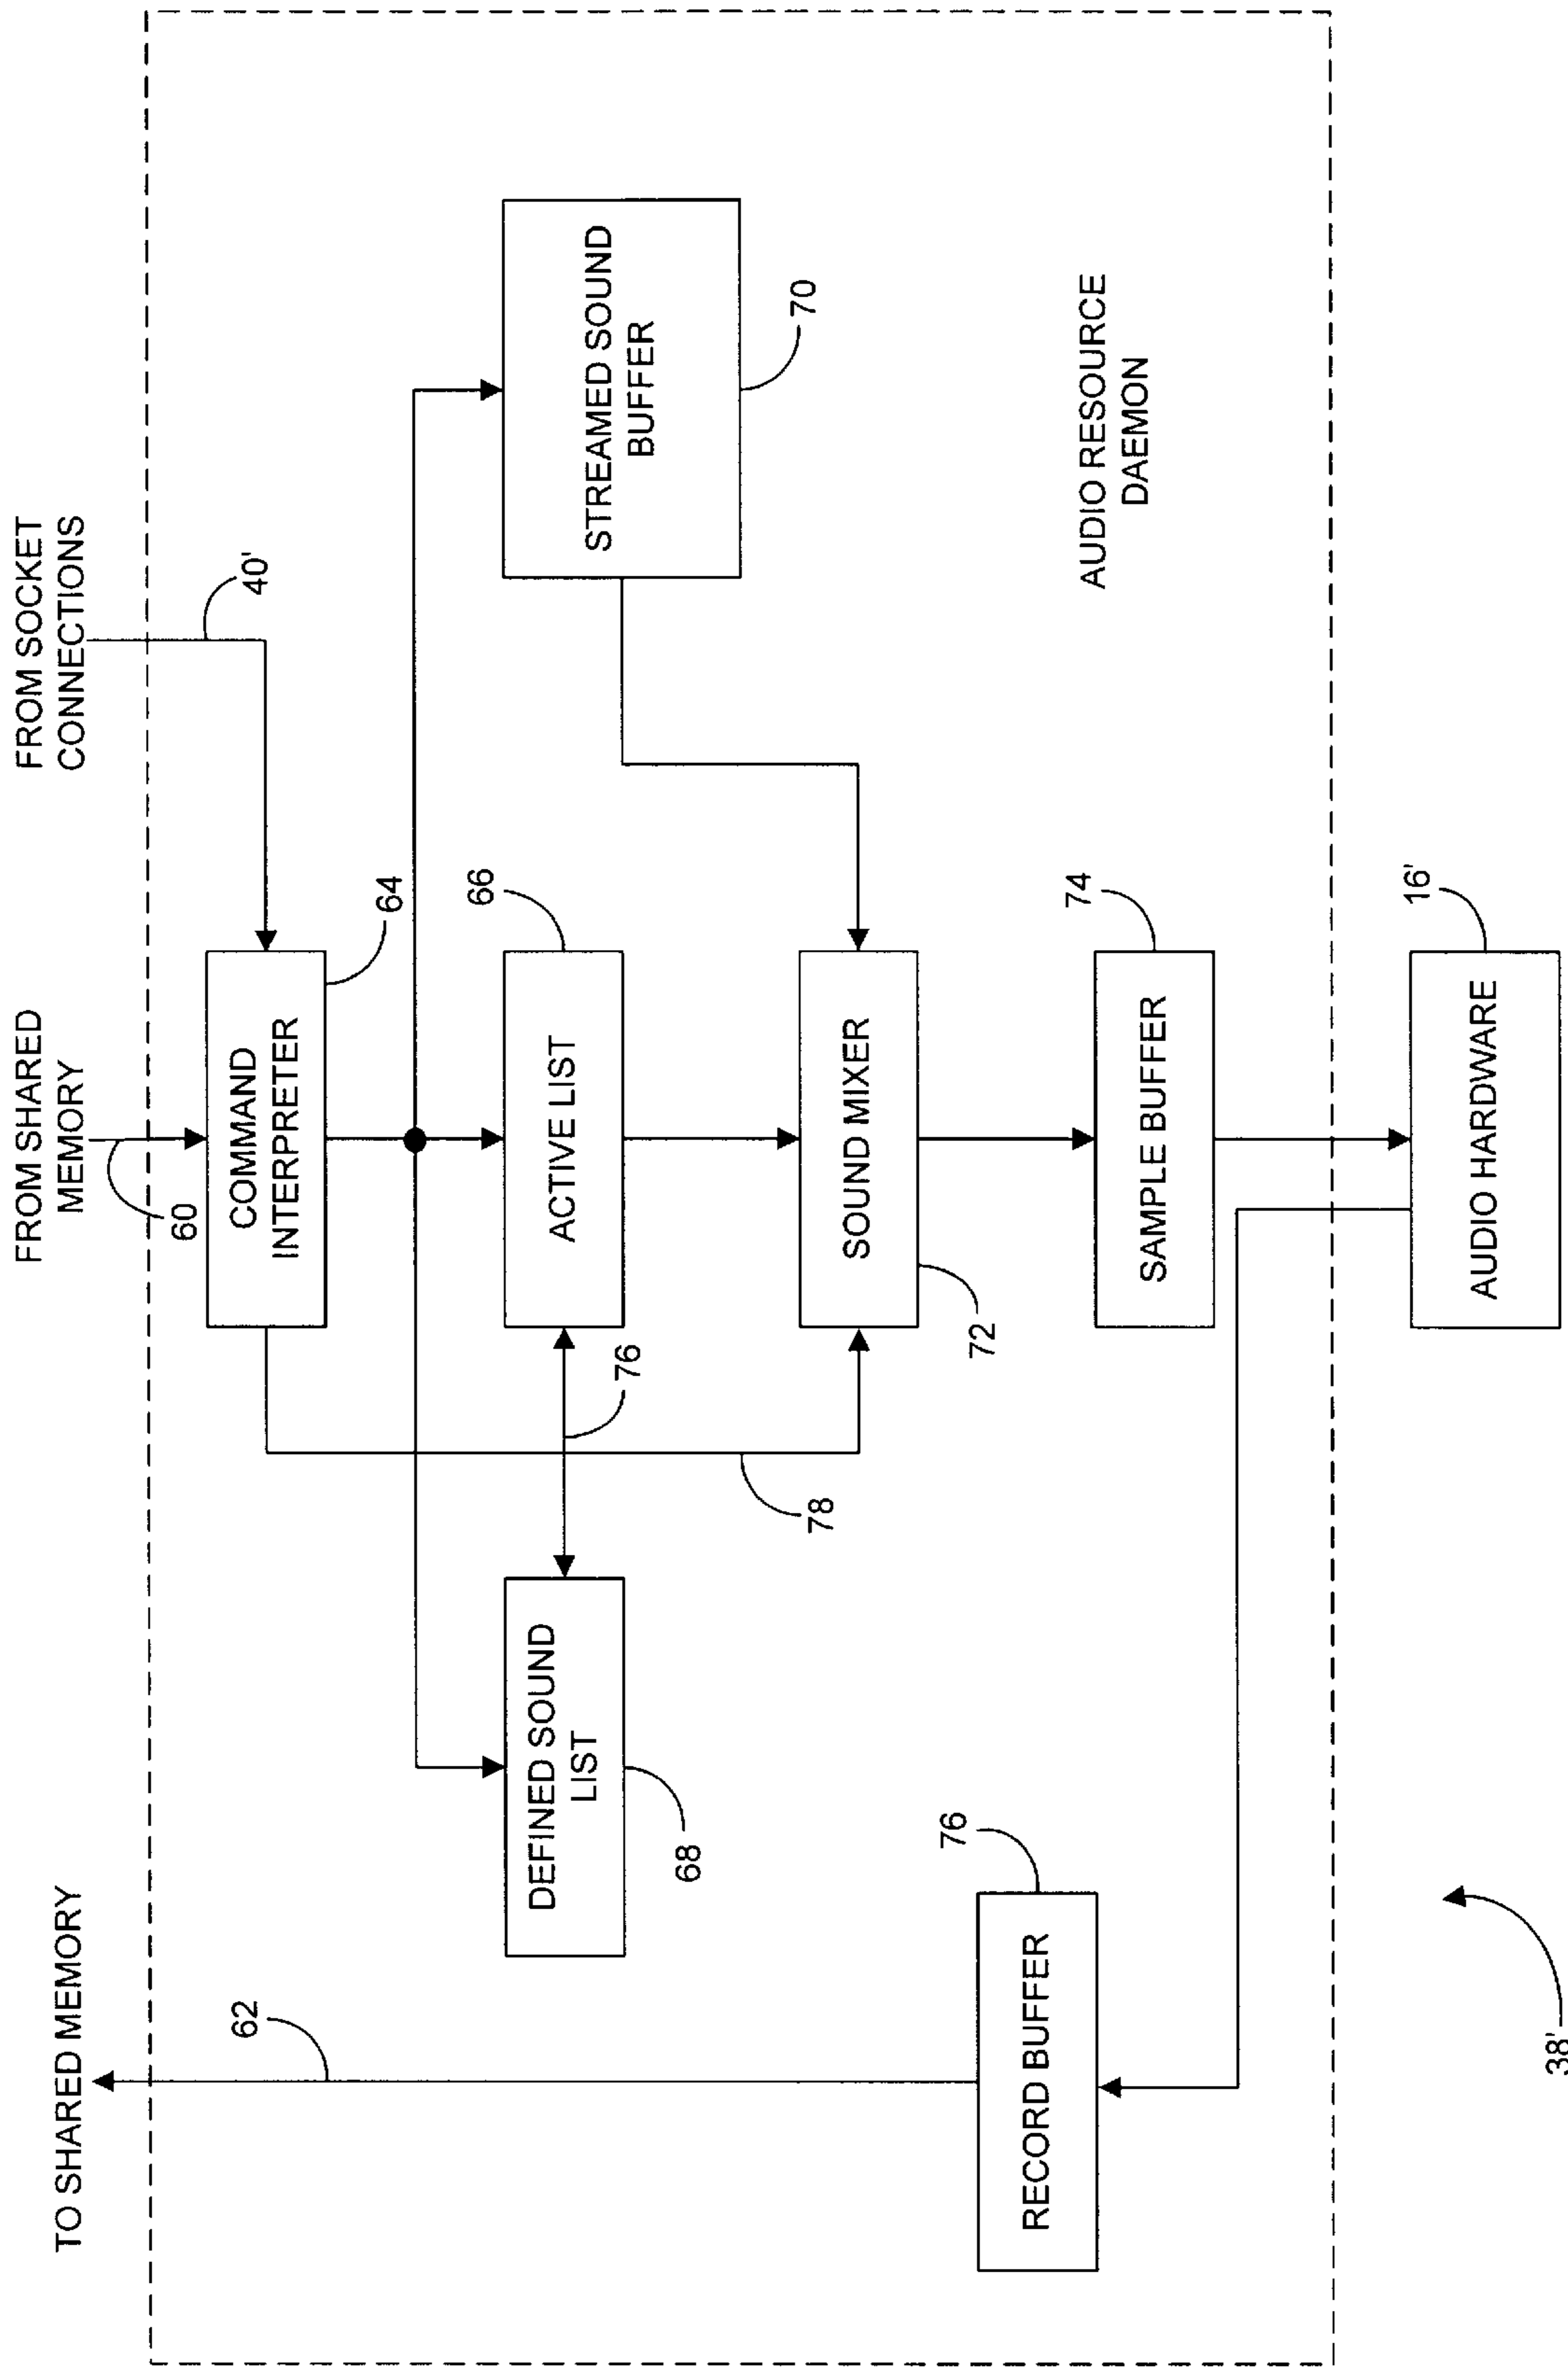 TO SHARED MEMORY
FROM SHARED
MEMORY
FROM SOCKET
CONNECTIONS
62
60
40'
COMMAND
INTERPRETER
64
DEFINED SOUND
LIST
68
76
ACTIVE LIST
66
STREAMED SOUND
BUFFER
70
78
SOUND MIXER
72
RECORD BUFFER
76
SAMPLE BUFFER
74
AUDIO RESOURCE
DAEMON
AUDIO HARDWARE
16'
38'